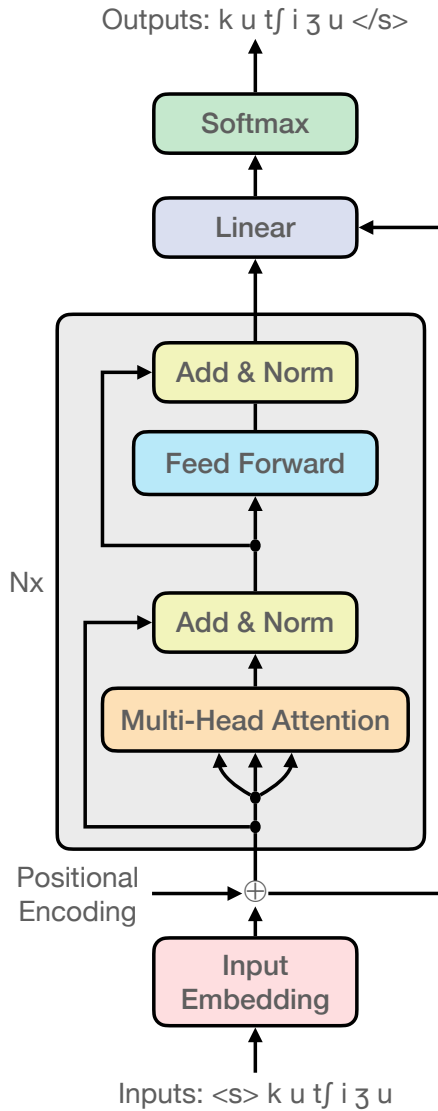 Outputs: k u tʃ i ʒ u </s>
Softmax
Linear
Add & Norm
Feed Forward
Nx
Add & Norm
Multi-Head Attention
Positional
Encoding
Input
Embedding
Inputs: <s> k u tʃ i ʒ u